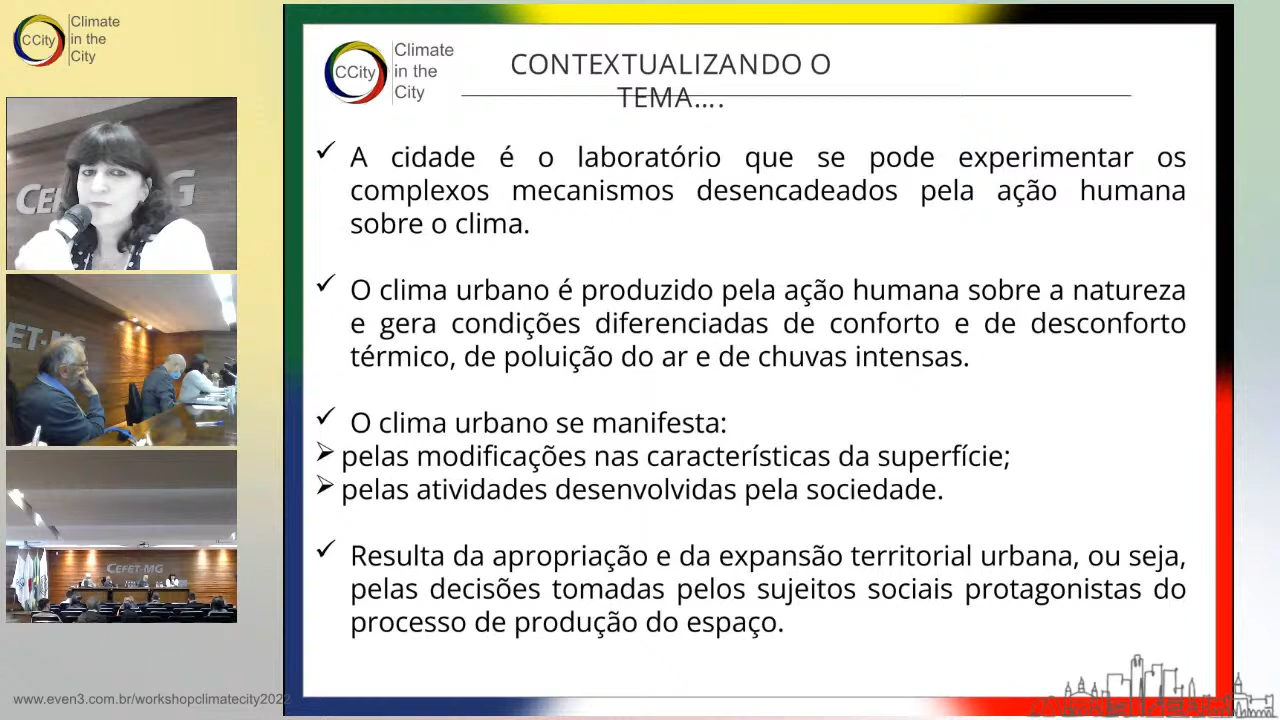 CCity
Climate
in the
City
CEFET-MG
CEFET-MG
www.even3.com.br/workshopclimatecity2022
CCity
Climate
in the
City
CONTEXTUALIZANDO O
TEMA....
A cidade é o laboratório que se pode experimentar os
complexos mecanismos desencadeados pela ação humana
sobre o clima.
O clima urbano é produzido pela ação humana sobre a natureza
e gera condições diferenciadas de conforto e de desconforto
térmico, de poluição do ar e de chuvas intensas.
O clima urbano se manifesta:
pelas modificações nas características da superfície;
pelas atividades desenvolvidas pela sociedade.
Resulta da apropriação e da expansão territorial urbana, ou seja,
pelas decisões tomadas pelos sujeitos sociais protagonistas do
processo de produção do espaço.